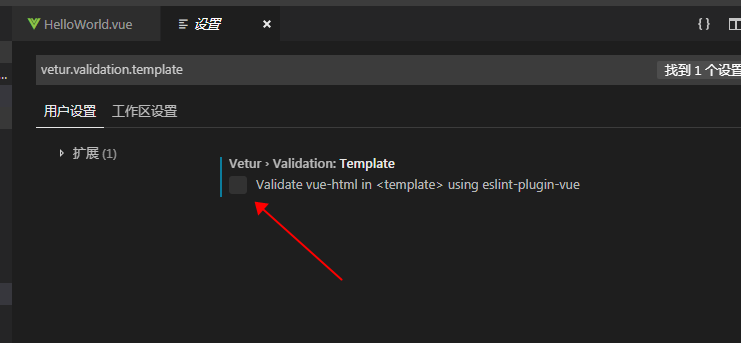 HelloWorld.vue 设置
vetur.validation.template 找到 1 个设置
用户设置 工作区设置
扩展 (1)
Vetur › Validation: Template
Validate vue-html in <template> using eslint-plugin-vue